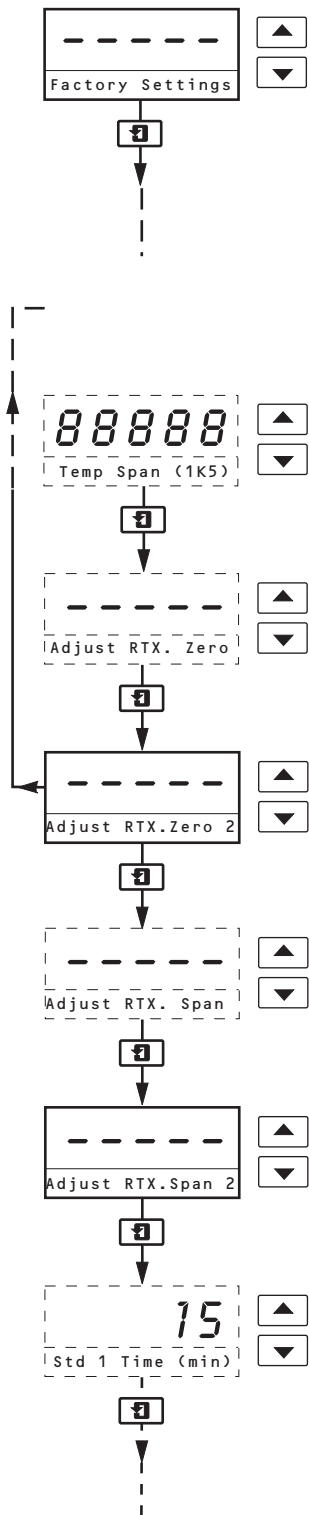 -----
Factory Settings
88888
Temp Span (1K5)
-----
Adjust RTX. Zero
-----
Adjust RTX.Zero 2
-----
Adjust RTX. Span
-----
Adjust RTX.Span 2
15
Std 1 Time (min)